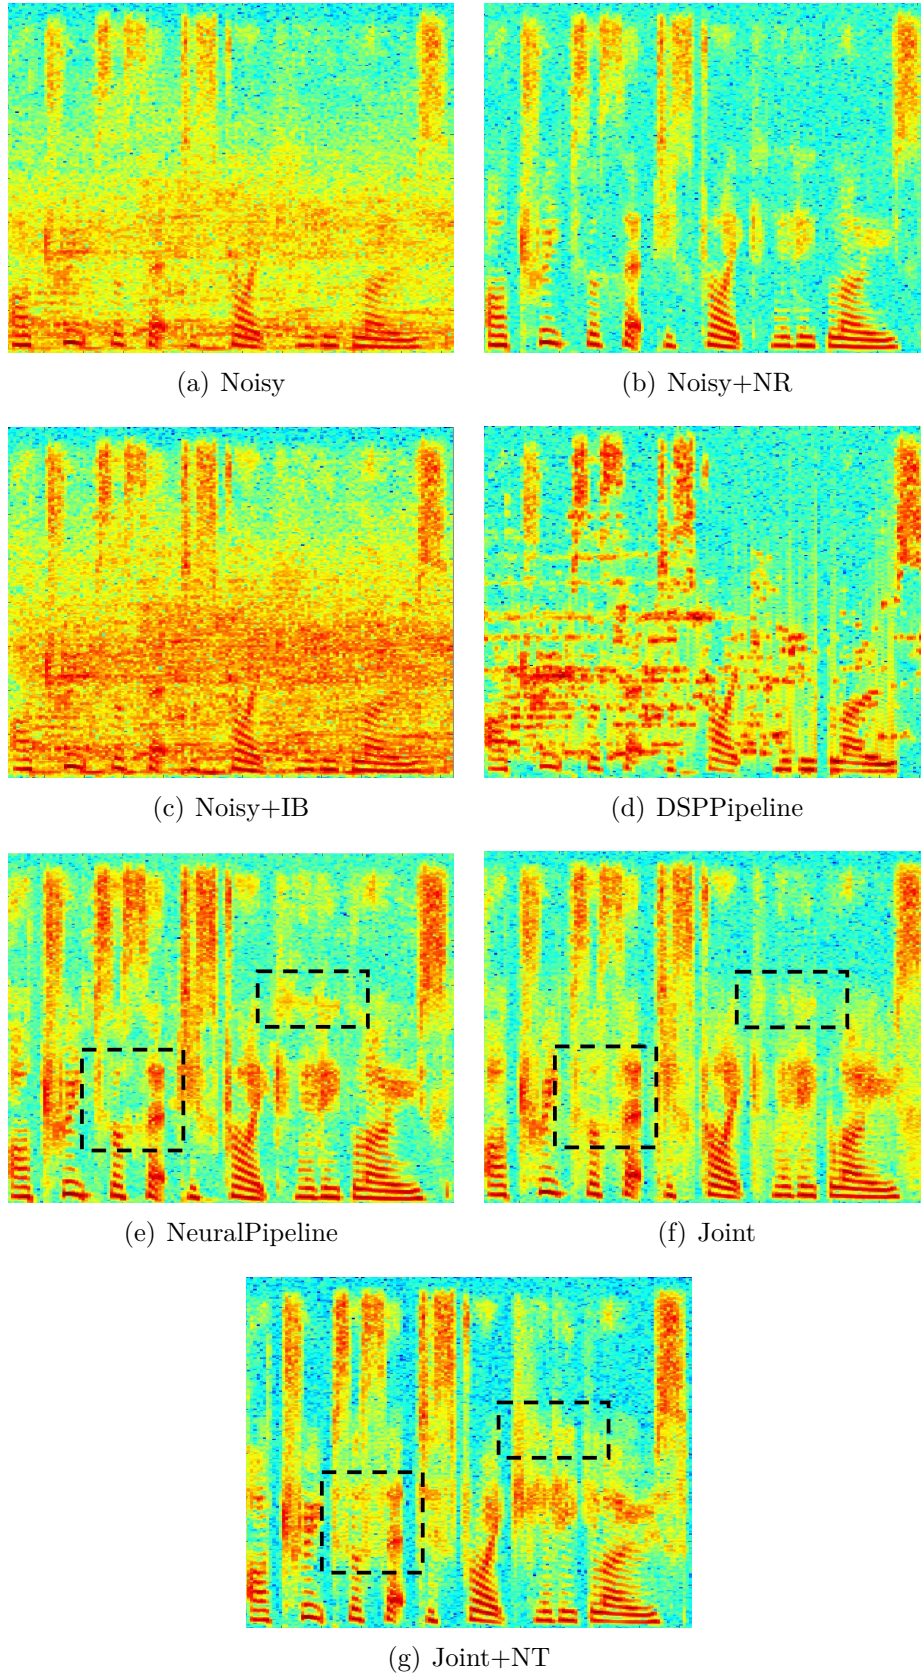 (a) Noisy
(b) Noisy+NR
(c) Noisy+IB
(d) DSPPipeline
(e) NeuralPipeline
(f) Joint
(g) Joint+NT